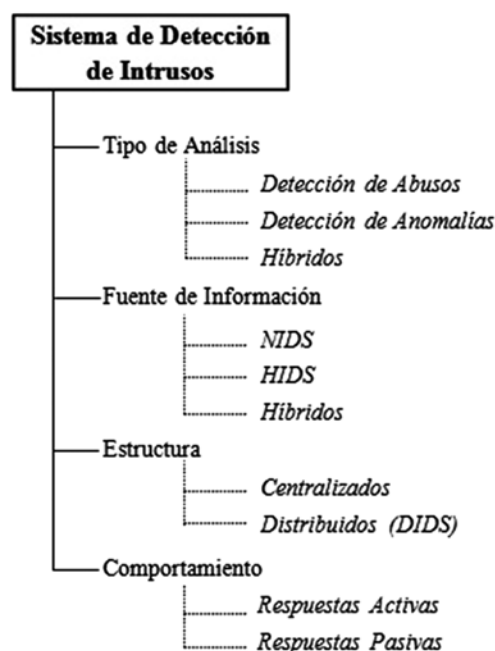 Sistema de Detección
de Intrusos
Tipo de Análisis
Detección de Abusos
Detección de Anomalías
Híbridos
Fuente de Información
NIDS
HIDS
Híbridos
Estructura
Centralizados
Distribuidos (DIDS)
Comportamiento
Respuestas Activas
Respuestas Pasivas